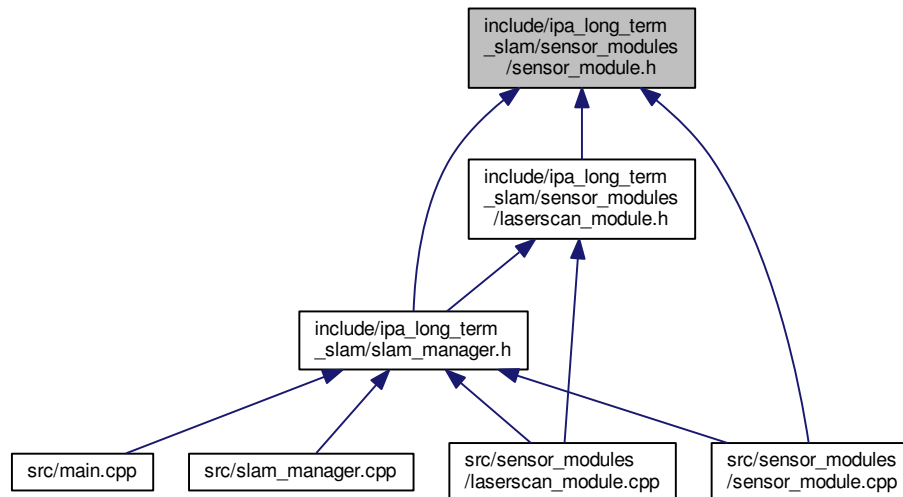 include/ipa_long_term
_slam/sensor_modules
/sensor_module.h
include/ipa_long_term
_slam/sensor_modules
/laserscan_module.h
include/ipa_long_term
_slam/slam_manager.h
src/main.cpp
src/slam_manager.cpp
src/sensor_modules
/laserscan_module.cpp
src/sensor_modules
/sensor_module.cpp